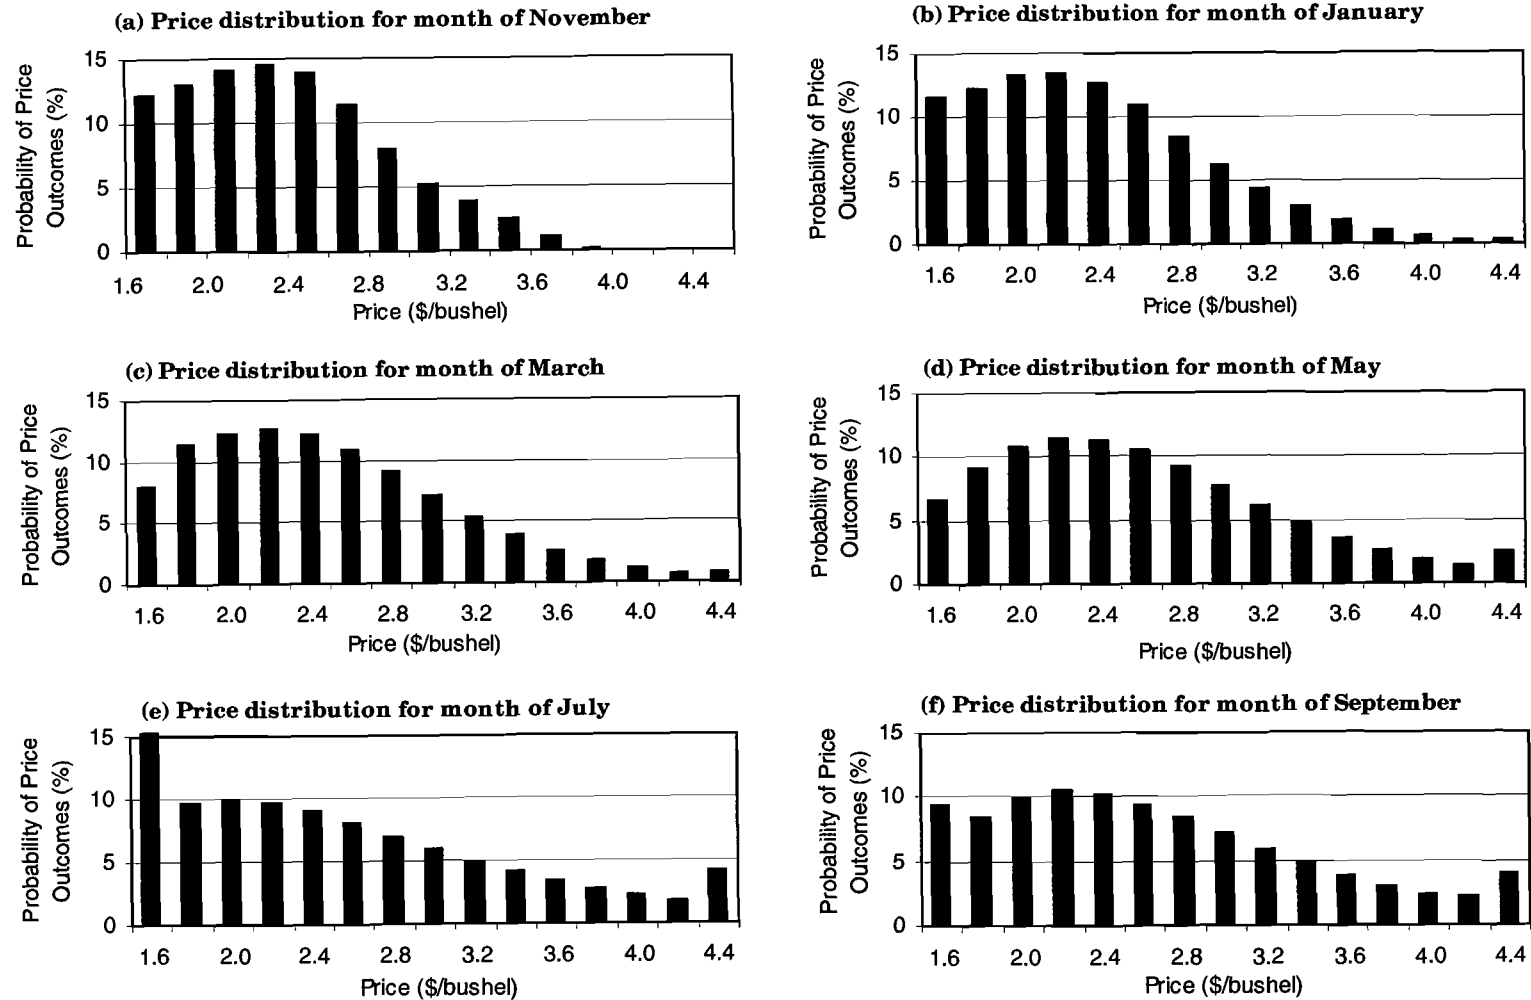 (a) Price distribution for month of November
Probability of Price
Outcomes (%)
15
10
5
0
1.6 2.0 2.4 2.8 3.2 3.6 4.0 4.4
Price ($/bushel)
(b) Price distribution for month of January
Probability of Price
Outcomes (%)
15
10
5
0
1.6 2.0 2.4 2.8 3.2 3.6 4.0 4.4
Price ($/bushel)
(c) Price distribution for month of March
Probability of Price
Outcomes (%)
15
10
5
0
1.6 2.0 2.4 2.8 3.2 3.6 4.0 4.4
Price ($/bushel)
(d) Price distribution for month of May
Probability of Price
Outcomes (%)
15
10
5
0
1.6 2.0 2.4 2.8 3.2 3.6 4.0 4.4
Price ($/bushel)
(e) Price distribution for month of July
Probability of Price
Outcomes (%)
15
10
5
0
1.6 2.0 2.4 2.8 3.2 3.6 4.0 4.4
Price ($/bushel)
(f) Price distribution for month of September
Probability of Price
Outcomes (%)
15
10
5
0
1.6 2.0 2.4 2.8 3.2 3.6 4.0 4.4
Price ($/bushel)